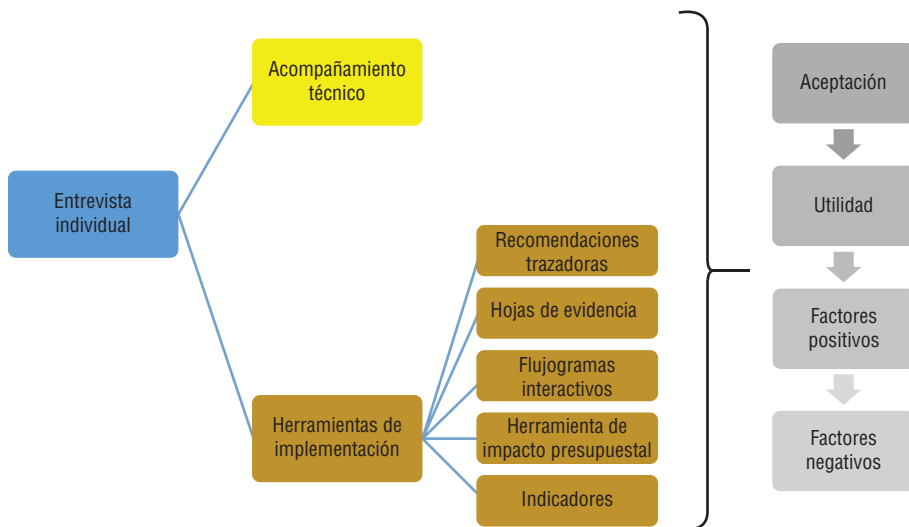 Entrevista
individual
Acompañamiento
técnico
Herramientas de
implementación
Recomendaciones
trazadoras
Hojas de evidencia
Flujogramas
interactivos
Herramienta de
impacto presupuestal
Indicadores
Aceptación
Utilidad
Factores
positivos
Factores
negativos